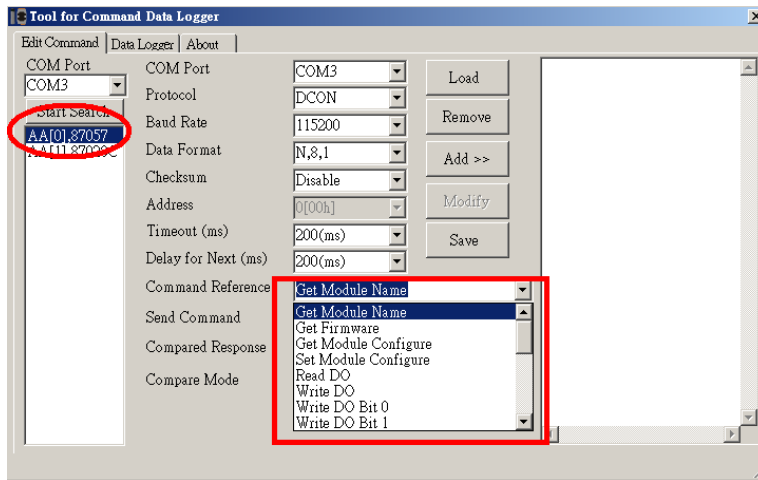 Tool for Command Data Logger
Edit Command Data Logger About
COM Port
COM3
Start Search
AA[0],87057
AA[1],87029C
COM Port COM3
Protocol DCON
Baud Rate 115200
Data Format N,8,1
Checksum Disable
Address 0[00h]
Timeout (ms) 200(ms)
Delay for Next (ms) 200(ms)
Command Reference Get Module Name
Send Command
Compared Response
Compare Mode
Get Module Name
Get Firmware
Get Module Configure
Set Module Configure
Read DO
Write DO
Write DO Bit 0
Write DO Bit 1
Load
Remove
Add >>
Modify
Save